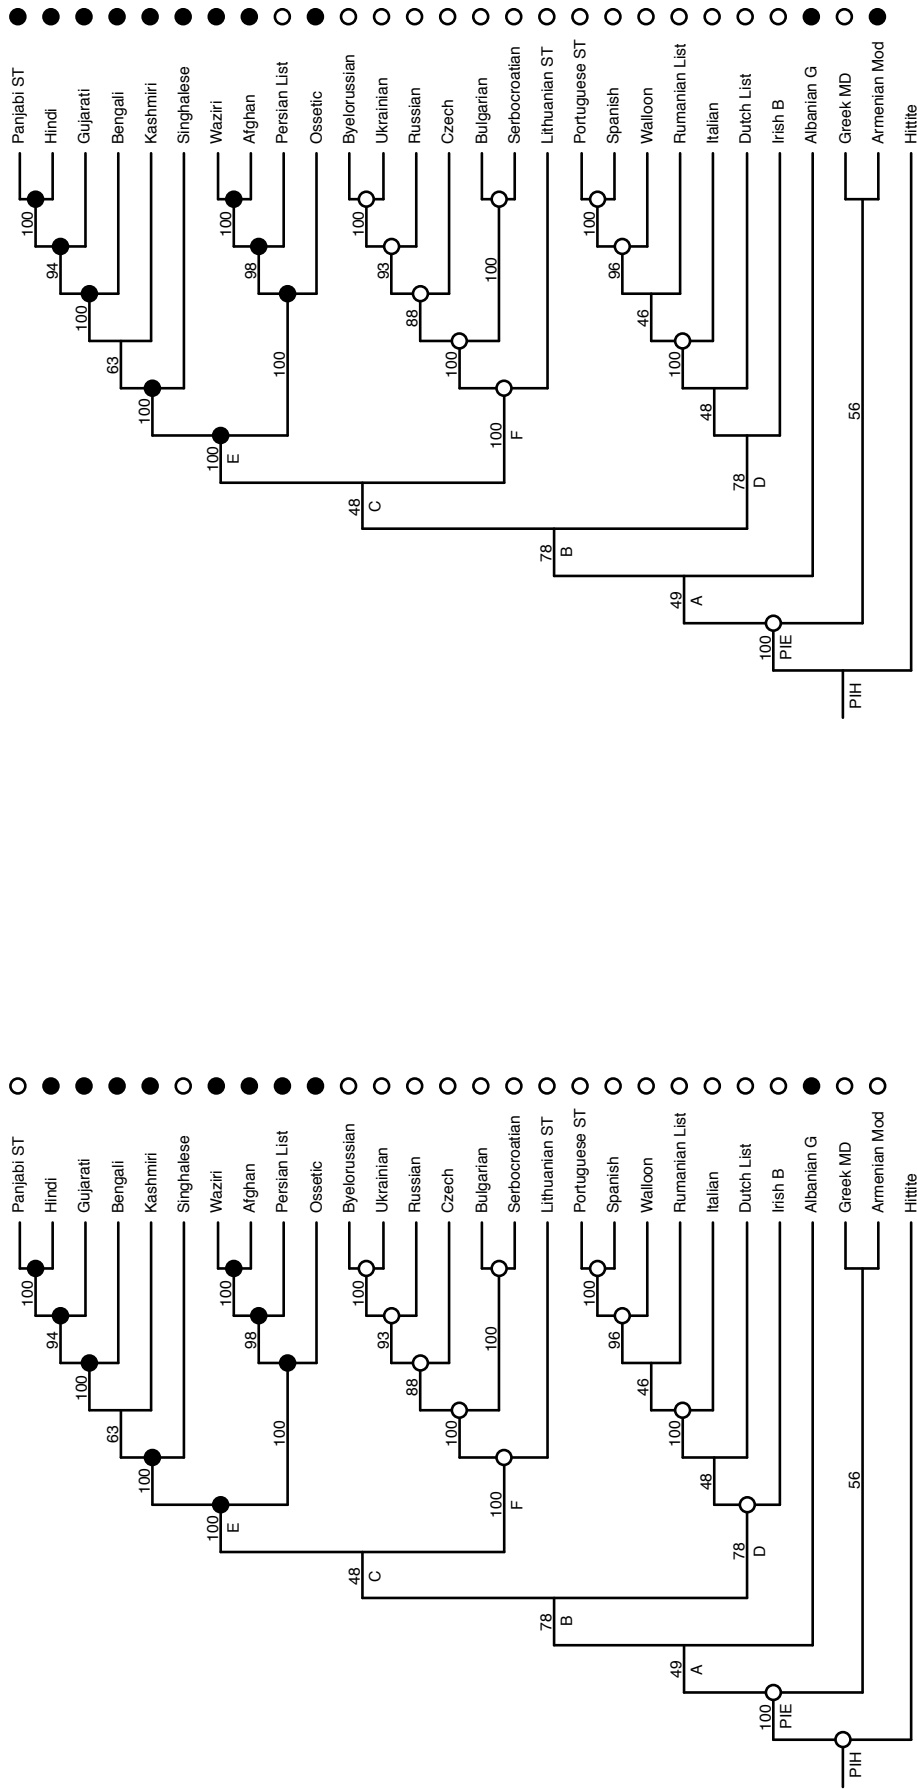 Panjabi ST
Hindi
Gujarati
Bengali
Kashmiri
Singhalese
Waziri
Afghan
Persian List
Ossetic
Byelorussian
Ukrainian
Russian
Czech
Bulgarian
Serbocroatian
Lithuanian ST
Portuguese ST
Spanish
Walloon
Rumanian List
Italian
Dutch List
Irish B
Albanian G
Greek MD
Armenian Mod
Hittite
100
94
100
63
100
100
E
100
98
100
100
93
88
100
100
100
F
48
C
100
96
46
100
48
78
D
78
B
49
A
56
100
PIE
PIH
Panjabi ST
Hindi
Gujarati
Bengali
Kashmiri
Singhalese
Waziri
Afghan
Persian List
Ossetic
Byelorussian
Ukrainian
Russian
Czech
Bulgarian
Serbocroatian
Lithuanian ST
Portuguese ST
Spanish
Walloon
Rumanian List
Italian
Dutch List
Irish B
Albanian G
Greek MD
Armenian Mod
Hittite
100
94
100
63
100
100
E
100
98
100
100
93
88
100
100
100
F
48
C
100
96
46
100
48
78
D
78
B
49
A
56
100
PIE
PIH